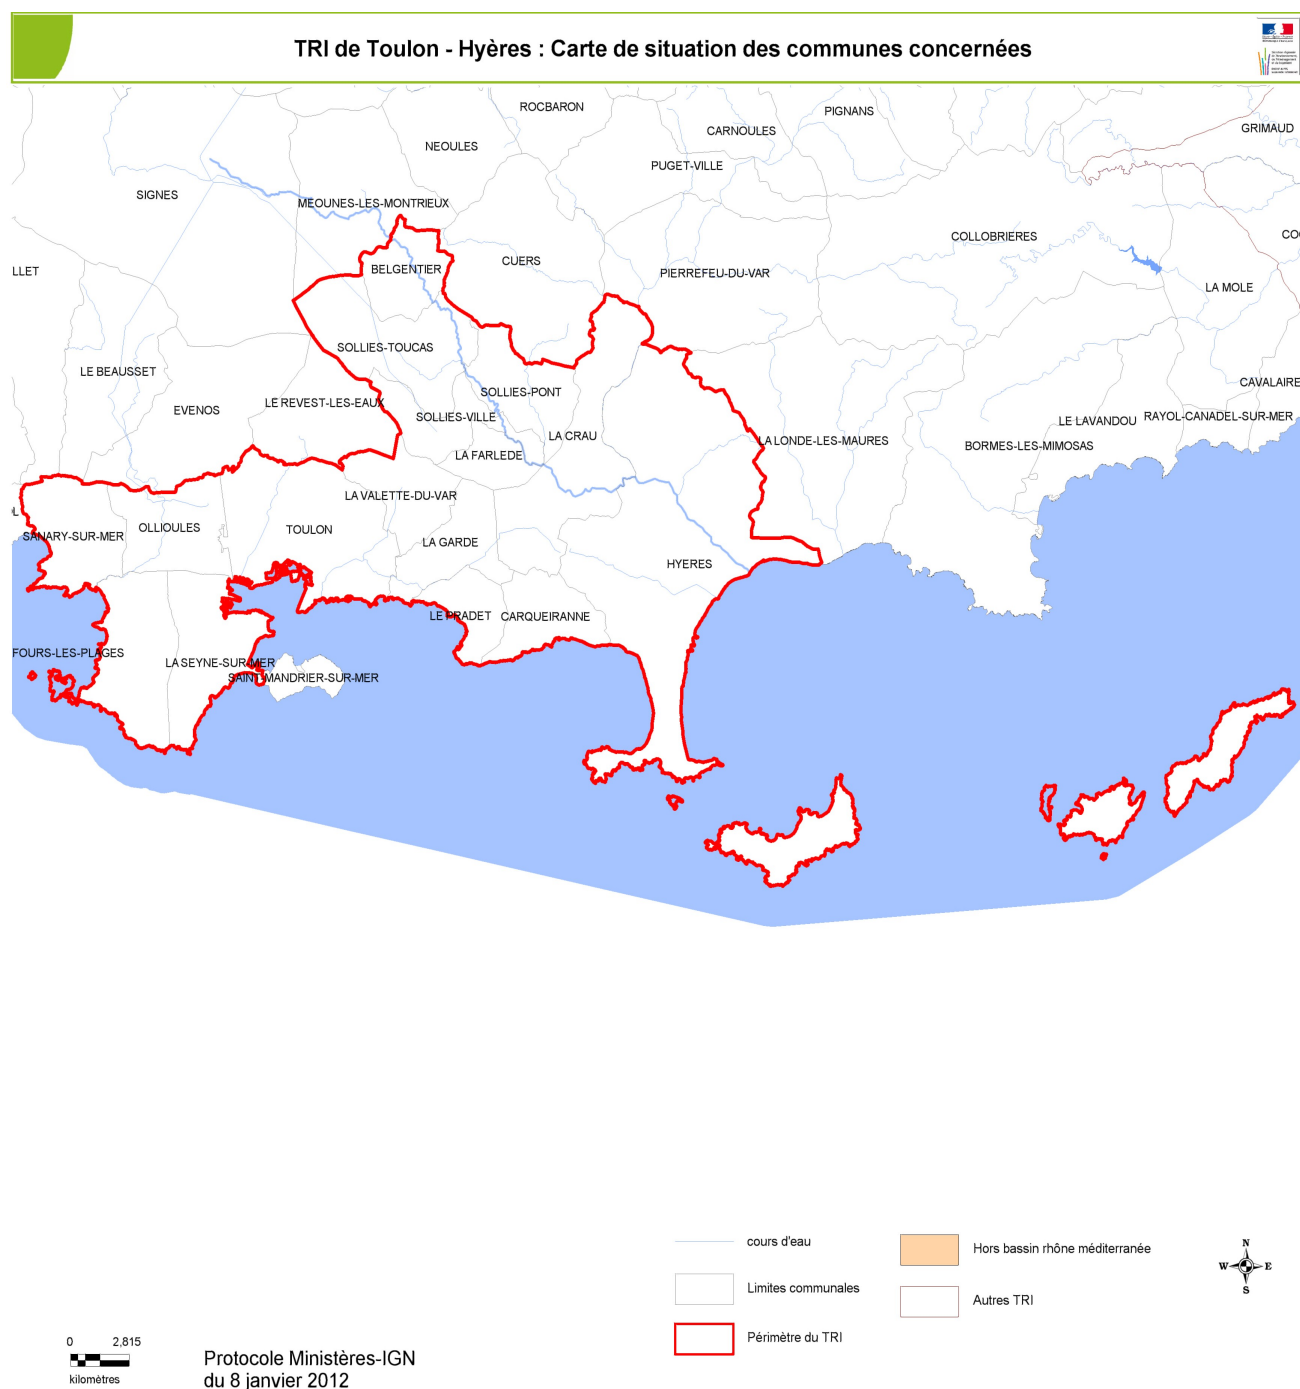 TRI de Toulon - Hyères : Carte de situation des communes concernées
ROCBARON
PIGNANS
CARNOULES
GRIMAUD
NEOULES
PUGET-VILLE
SIGNES
MEOUNES-LES-MONTRIEUX
COLLOBRIERES
CUERS
LLET
BELGENTIER
PIERREFEU-DU-VAR
LA MOLE
SOLLIES-TOUCAS
LE BEAUSSET
CAVALAIRE
SOLLIES-PONT
EVENOS
LE REVEST-LES-EAUX
SOLLIES-VILLE
LE LAVANDOU
RAYOL-CANADEL-SUR-MER
LA CRAU
LA LONDE-LES-MAURES
BORMES-LES-MIMOSAS
LA FARLEDE
LA VALETTE-DU-VAR
OLLIOULES
TOULON
SANARY-SUR-MER
LA GARDE
HYERES
LE PRADET
CARQUEIRANNE
FOURS-LES-PLAGES
LA SEYNE-SUR-MER
SAINT-MANDRIER-SUR-MER
cours d'eau
Hors bassin rhône méditerranée
N
W
E
S
Limites communales
Autres TRI
Périmètre du TRI
0 2,815
kilomètres
Protocole Ministères-IGN
du 8 janvier 2012